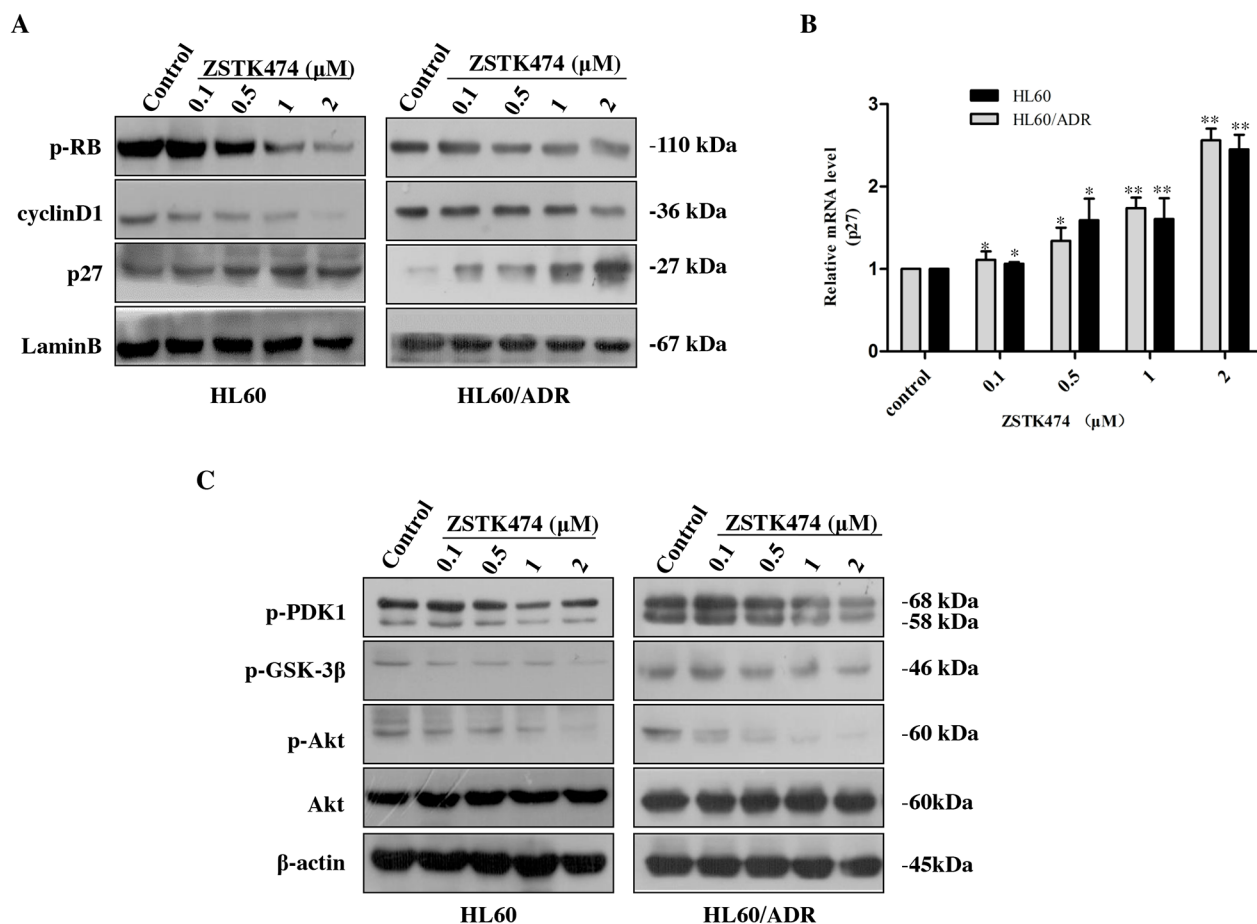 A
Control
ZSTK474 (μM)
0.1
0.5
1
2
Control
ZSTK474 (μM)
0.1
0.5
1
2
p-RB
-110 kDa
cyclinD1
-36 kDa
p27
-27 kDa
LaminB
-67 kDa
HL60
HL60/ADR
B
Relative mRNA level
(p27)
3
2
1
0
HL60
HL60/ADR
*
*
*
*
**
**
**
**
control
0.1
0.5
1
2
ZSTK474 (μM)
C
Control
ZSTK474 (μM)
0.1
0.5
1
2
Control
ZSTK474 (μM)
0.1
0.5
1
2
p-PDK1
-68 kDa
-58 kDa
p-GSK-3β
-46 kDa
p-Akt
-60 kDa
Akt
-60kDa
β-actin
-45kDa
HL60
HL60/ADR